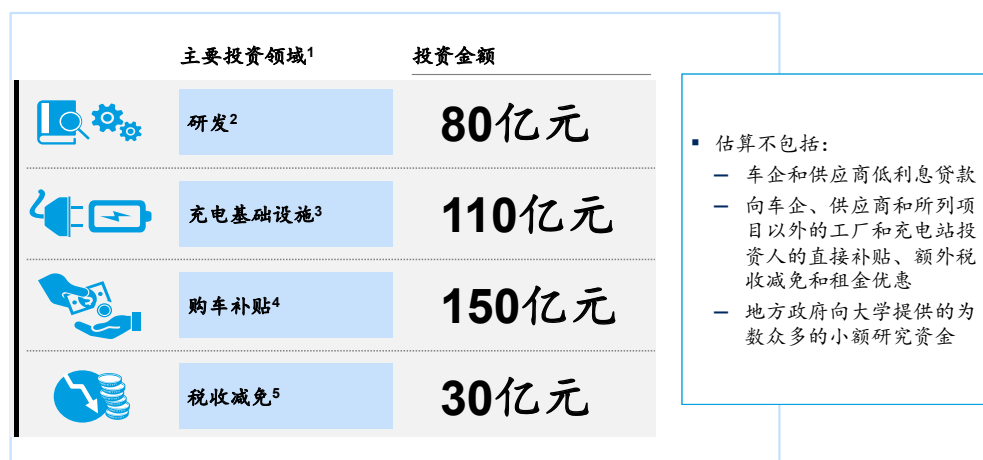 主要投资领域1 投资金额
研发2 80亿元
充电基础设施3 110亿元
购车补贴4 150亿元
税收减免5 30亿元
▪ 估算不包括：
– 车企和供应商低利息贷款
– 向车企、供应商和所列项
目以外的工厂和充电站投
资人的直接补贴、额外税
收减免和租金优惠
– 地方政府向大学提供的为
数众多的小额研究资金